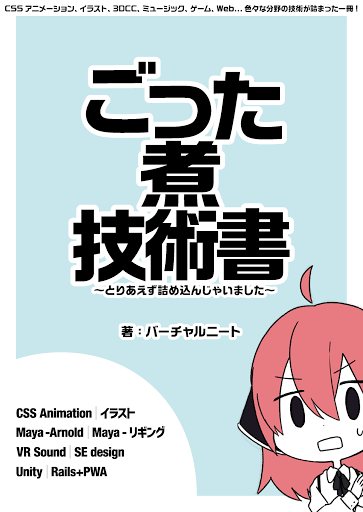 CSS アニメーション、イラスト、3DCC、ミュージック、ゲーム、Web... 色々な分野の技術が詰まった一冊！
ごった
煮
技術書
～とりあえず詰め込んじゃいました～
著：バーチャルニート
CSS Animation | イラスト
Maya -Arnold | Maya - リギング
VR Sound | SE design
Unity | Rails+PWA